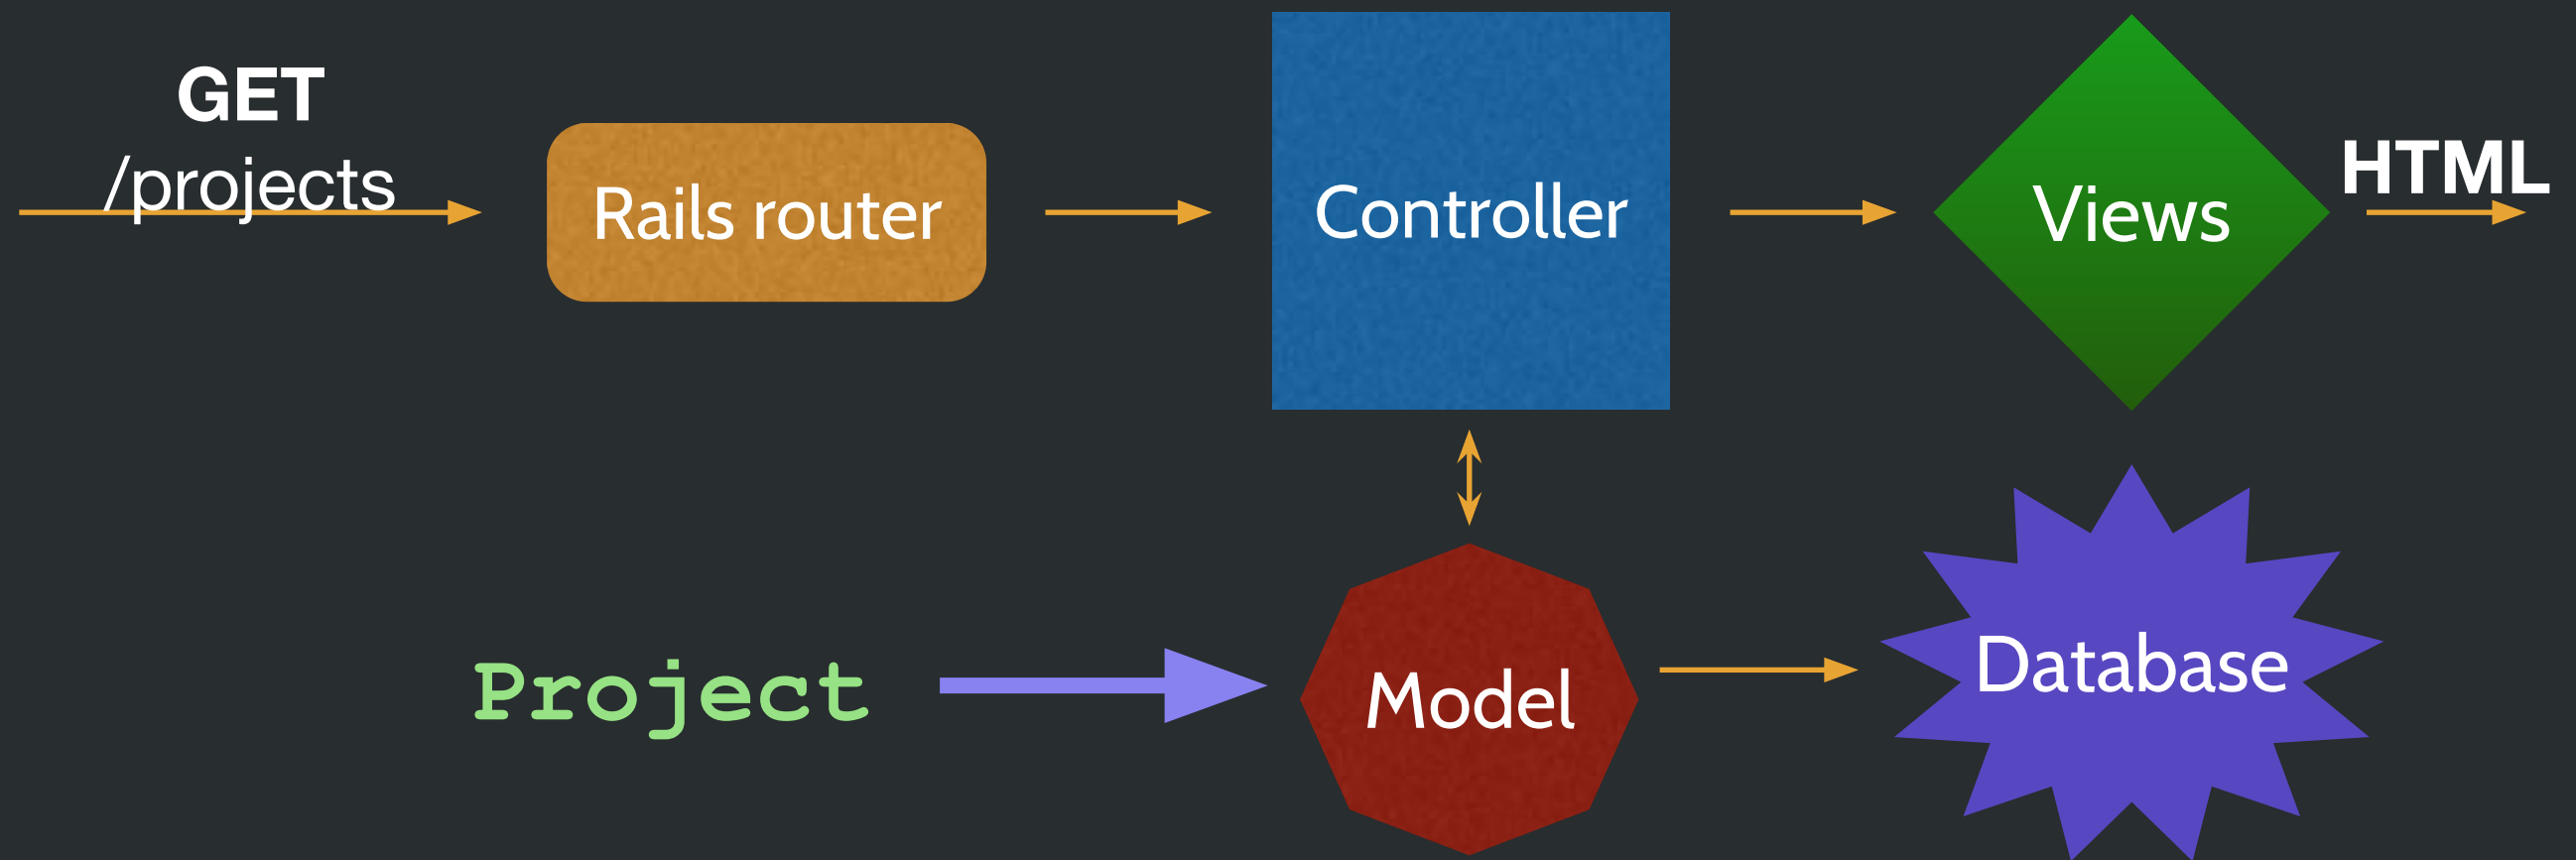 GET
/projects
Rails router
Controller
Views
HTML
Project
Model
Database